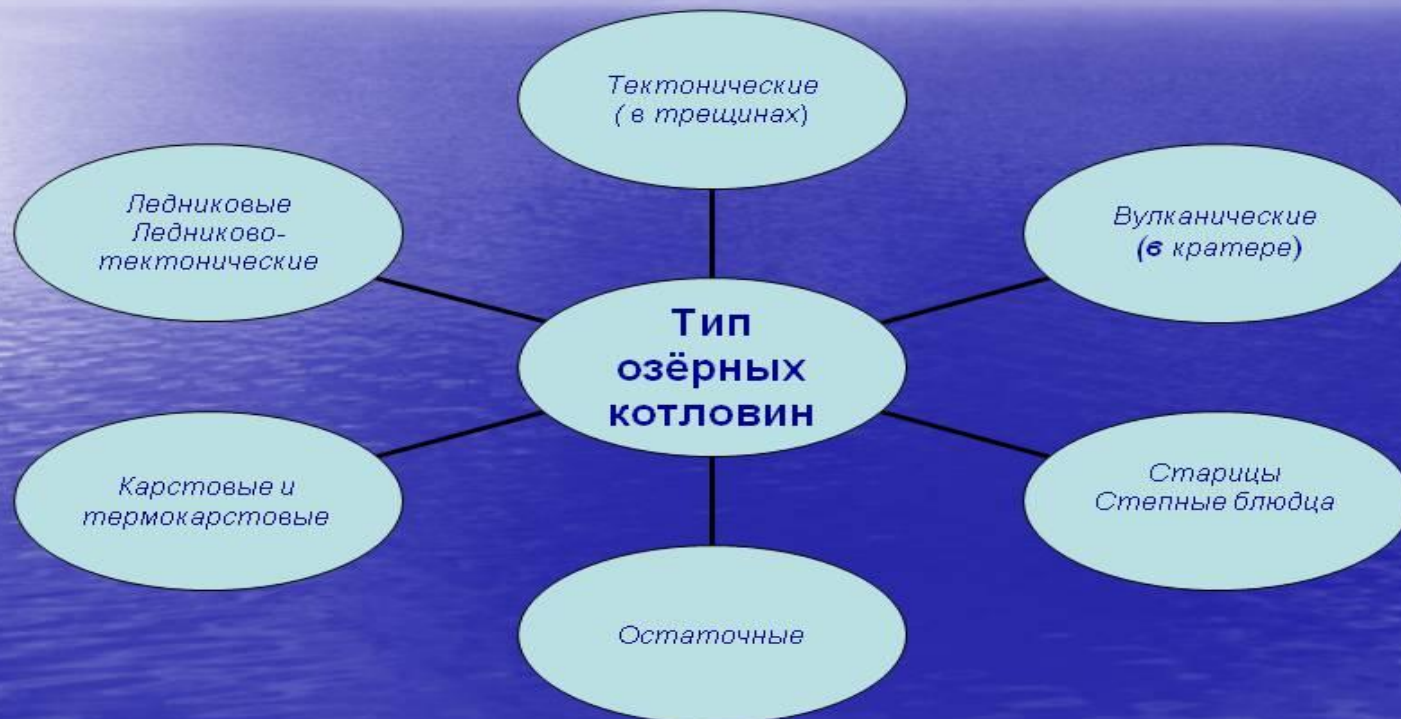 Тектонические
( в трещинах)
Ледниковые
Ледниково-
тектонические
Вулканические
(в кратере)
Тип
озёрных
котловин
Карстовые и
термокарстовые
Старицы
Степные блюдца
Остаточные